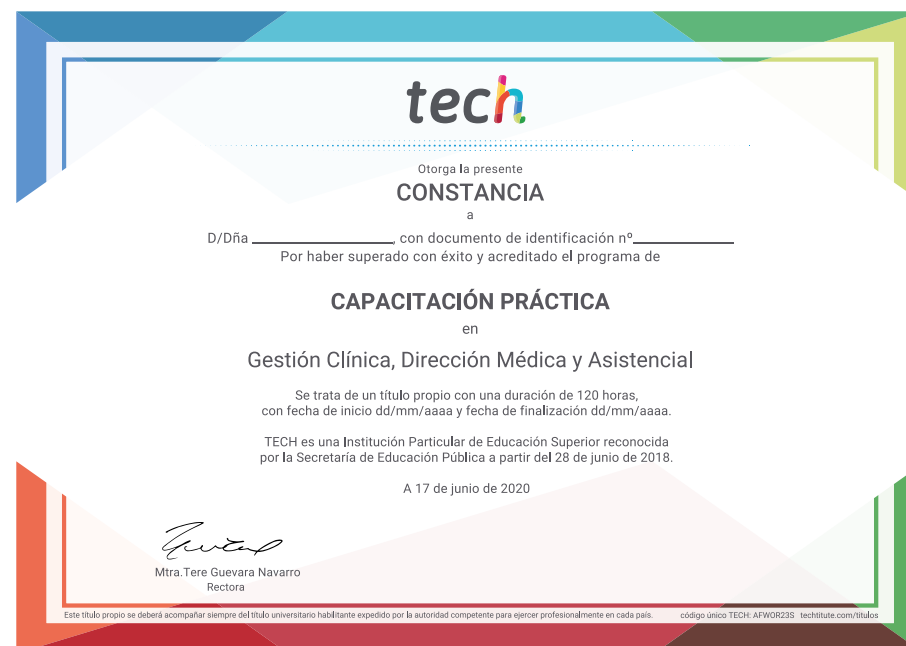 tech
Otorga la presente
CONSTANCIA
a
D/Dña ____________________, con documento de identificación nº______________
Por haber superado con éxito y acreditado el programa de
CAPACITACIÓN PRÁCTICA
en
Gestión Clínica, Dirección Médica y Asistencial
Se trata de un título propio con una duración de 120 horas,
con fecha de inicio dd/mm/aaaa y fecha de finalización dd/mm/aaaa.
TECH es una Institución Particular de Educación Superior reconocida
por la Secretaría de Educación Pública a partir del 28 de junio de 2018.
A 17 de junio de 2020
Mtra.Tere Guevara Navarro
Rectora
Este título propio se deberá acompañar siempre del título universitario habilitante expedido por la autoridad competente para ejercer profesionalmente en cada país. código único TECH: AFWOR23S techtitute.com/titulos